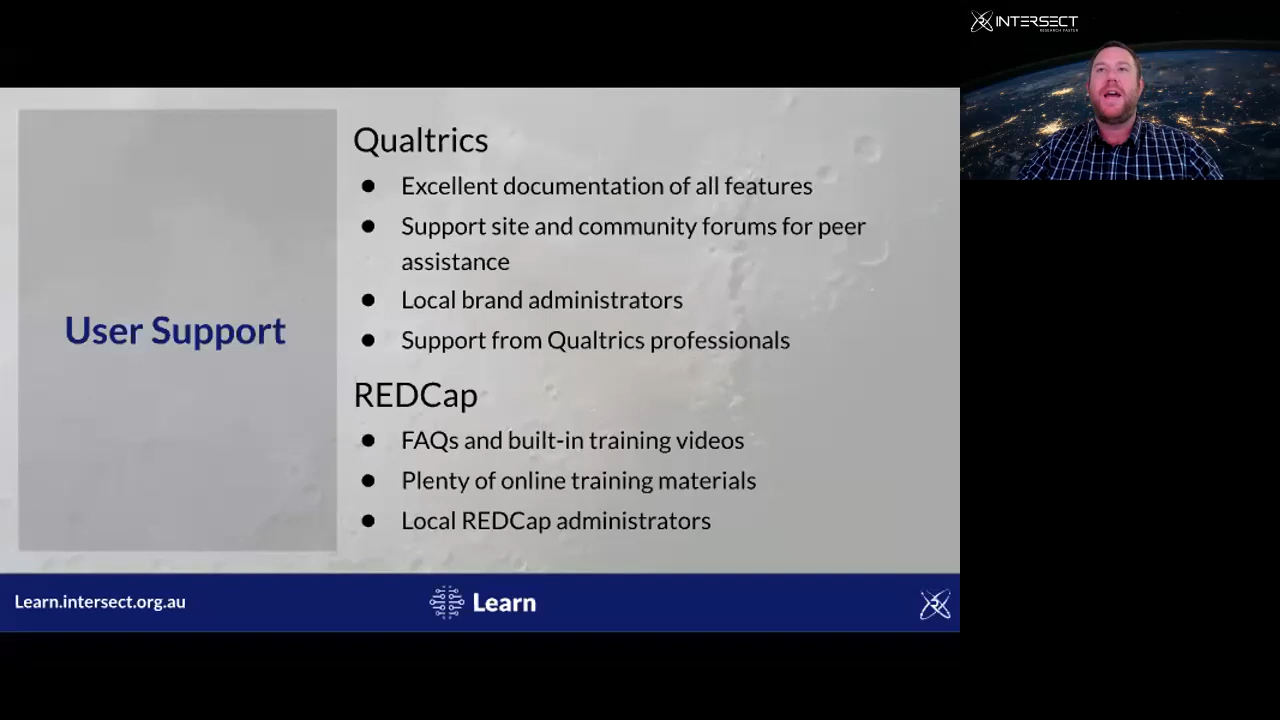 INTERSECT
RESEARCH FASTER
User Support
Qualtrics
● Excellent documentation of all features
● Support site and community forums for peer
assistance
● Local brand administrators
● Support from Qualtrics professionals
REDCap
● FAQs and built-in training videos
● Plenty of online training materials
● Local REDCap administrators
Learn.intersect.org.au
Learn